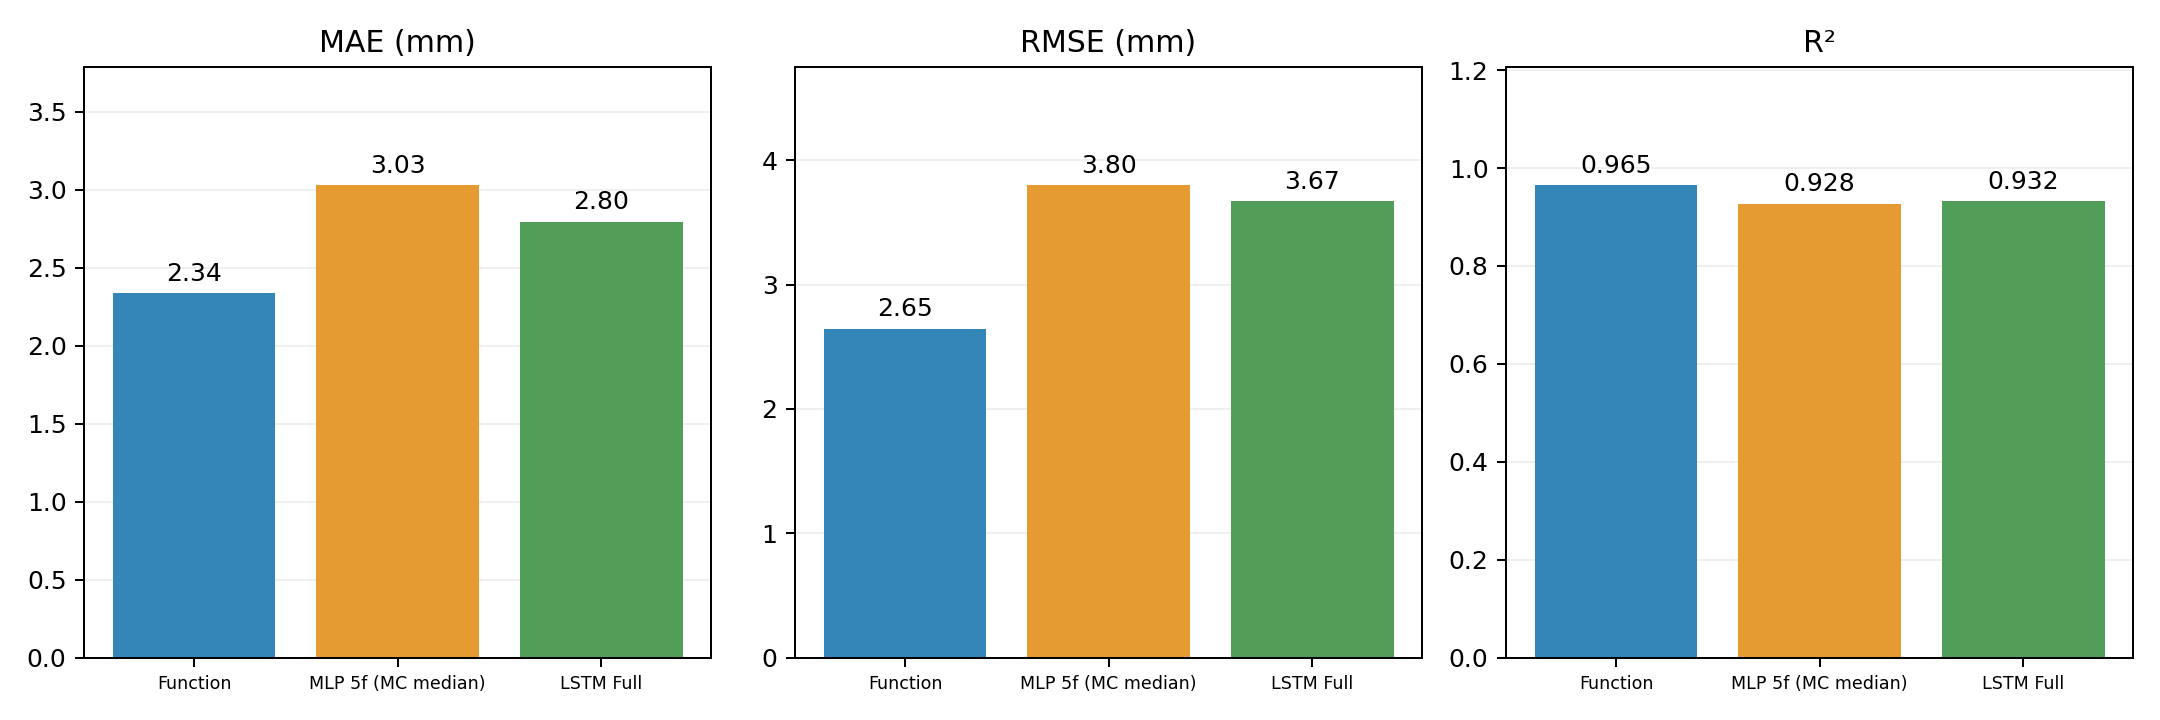 MAE (mm)
3.5
3.0
2.5
2.0
1.5
1.0
0.5
0.0
2.34
3.03
2.80
Function
MLP 5f (MC median)
LSTM Full
RMSE (mm)
4
3
2
1
0
2.65
3.80
3.67
Function
MLP 5f (MC median)
LSTM Full
R²
1.2
1.0
0.8
0.6
0.4
0.2
0.0
0.965
0.928
0.932
Function
MLP 5f (MC median)
LSTM Full